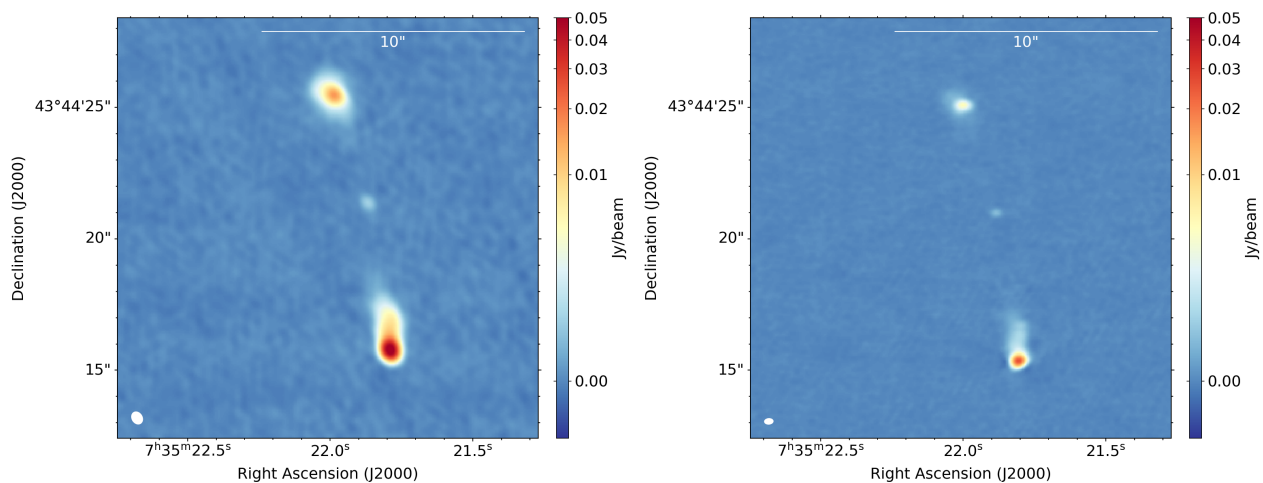 10"
43°44'25"
20"
15"
7ʰ35ᵐ22.5ˢ
22.0ˢ
21.5ˢ
Right Ascension (J2000)
Declination (J2000)
0.05
0.04
0.03
0.02
0.01
0.00
Jy/beam
10"
43°44'25"
20"
15"
7ʰ35ᵐ22.5ˢ
22.0ˢ
21.5ˢ
Right Ascension (J2000)
Declination (J2000)
0.05
0.04
0.03
0.02
0.01
0.00
Jy/beam